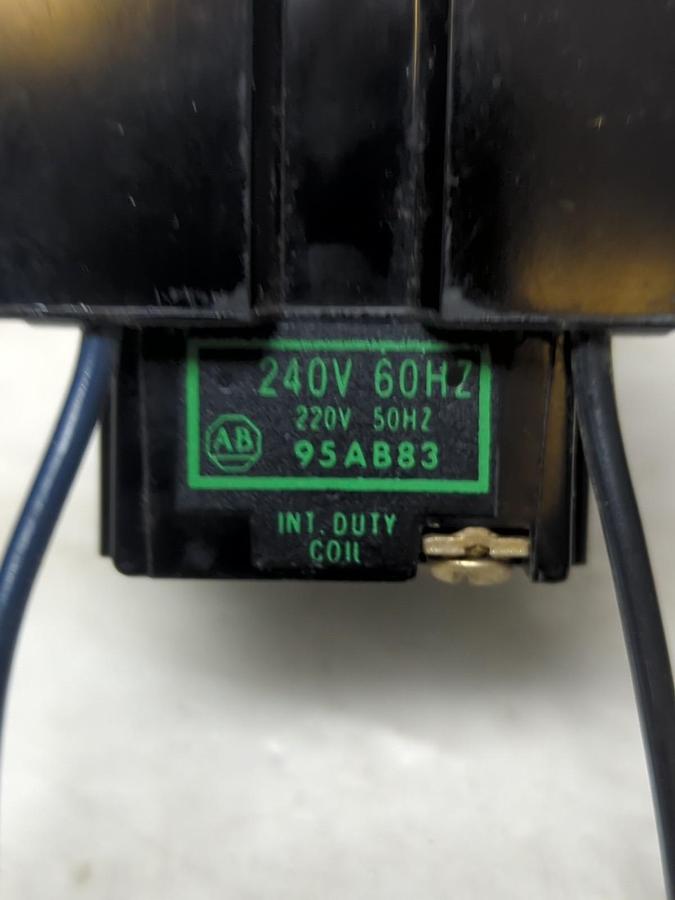 240V 60HZ
220V 50HZ
AB
95AB83
INT. DUTY
COIL